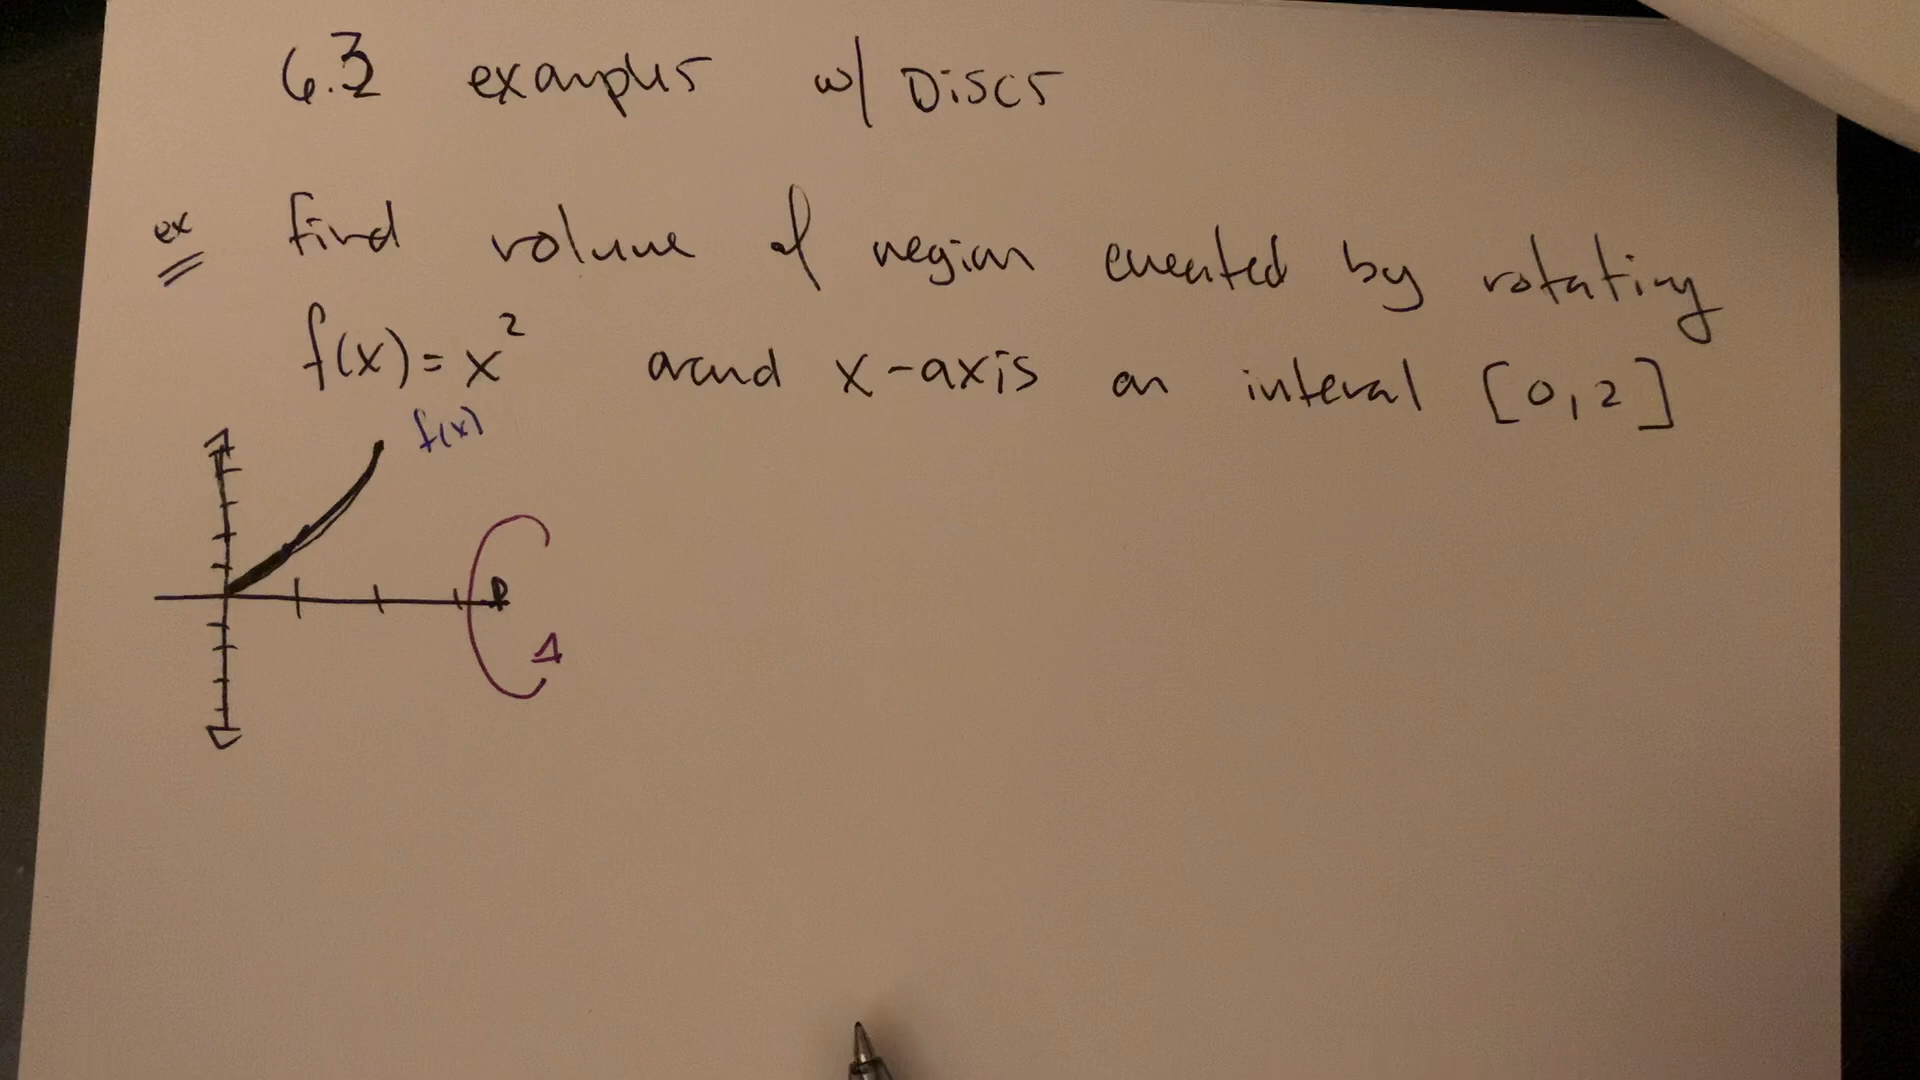 6.3 examples w/ Discs
ex find volume of region created by rotating
f(x) = x² around x-axis on interval [0,2]
f(x)